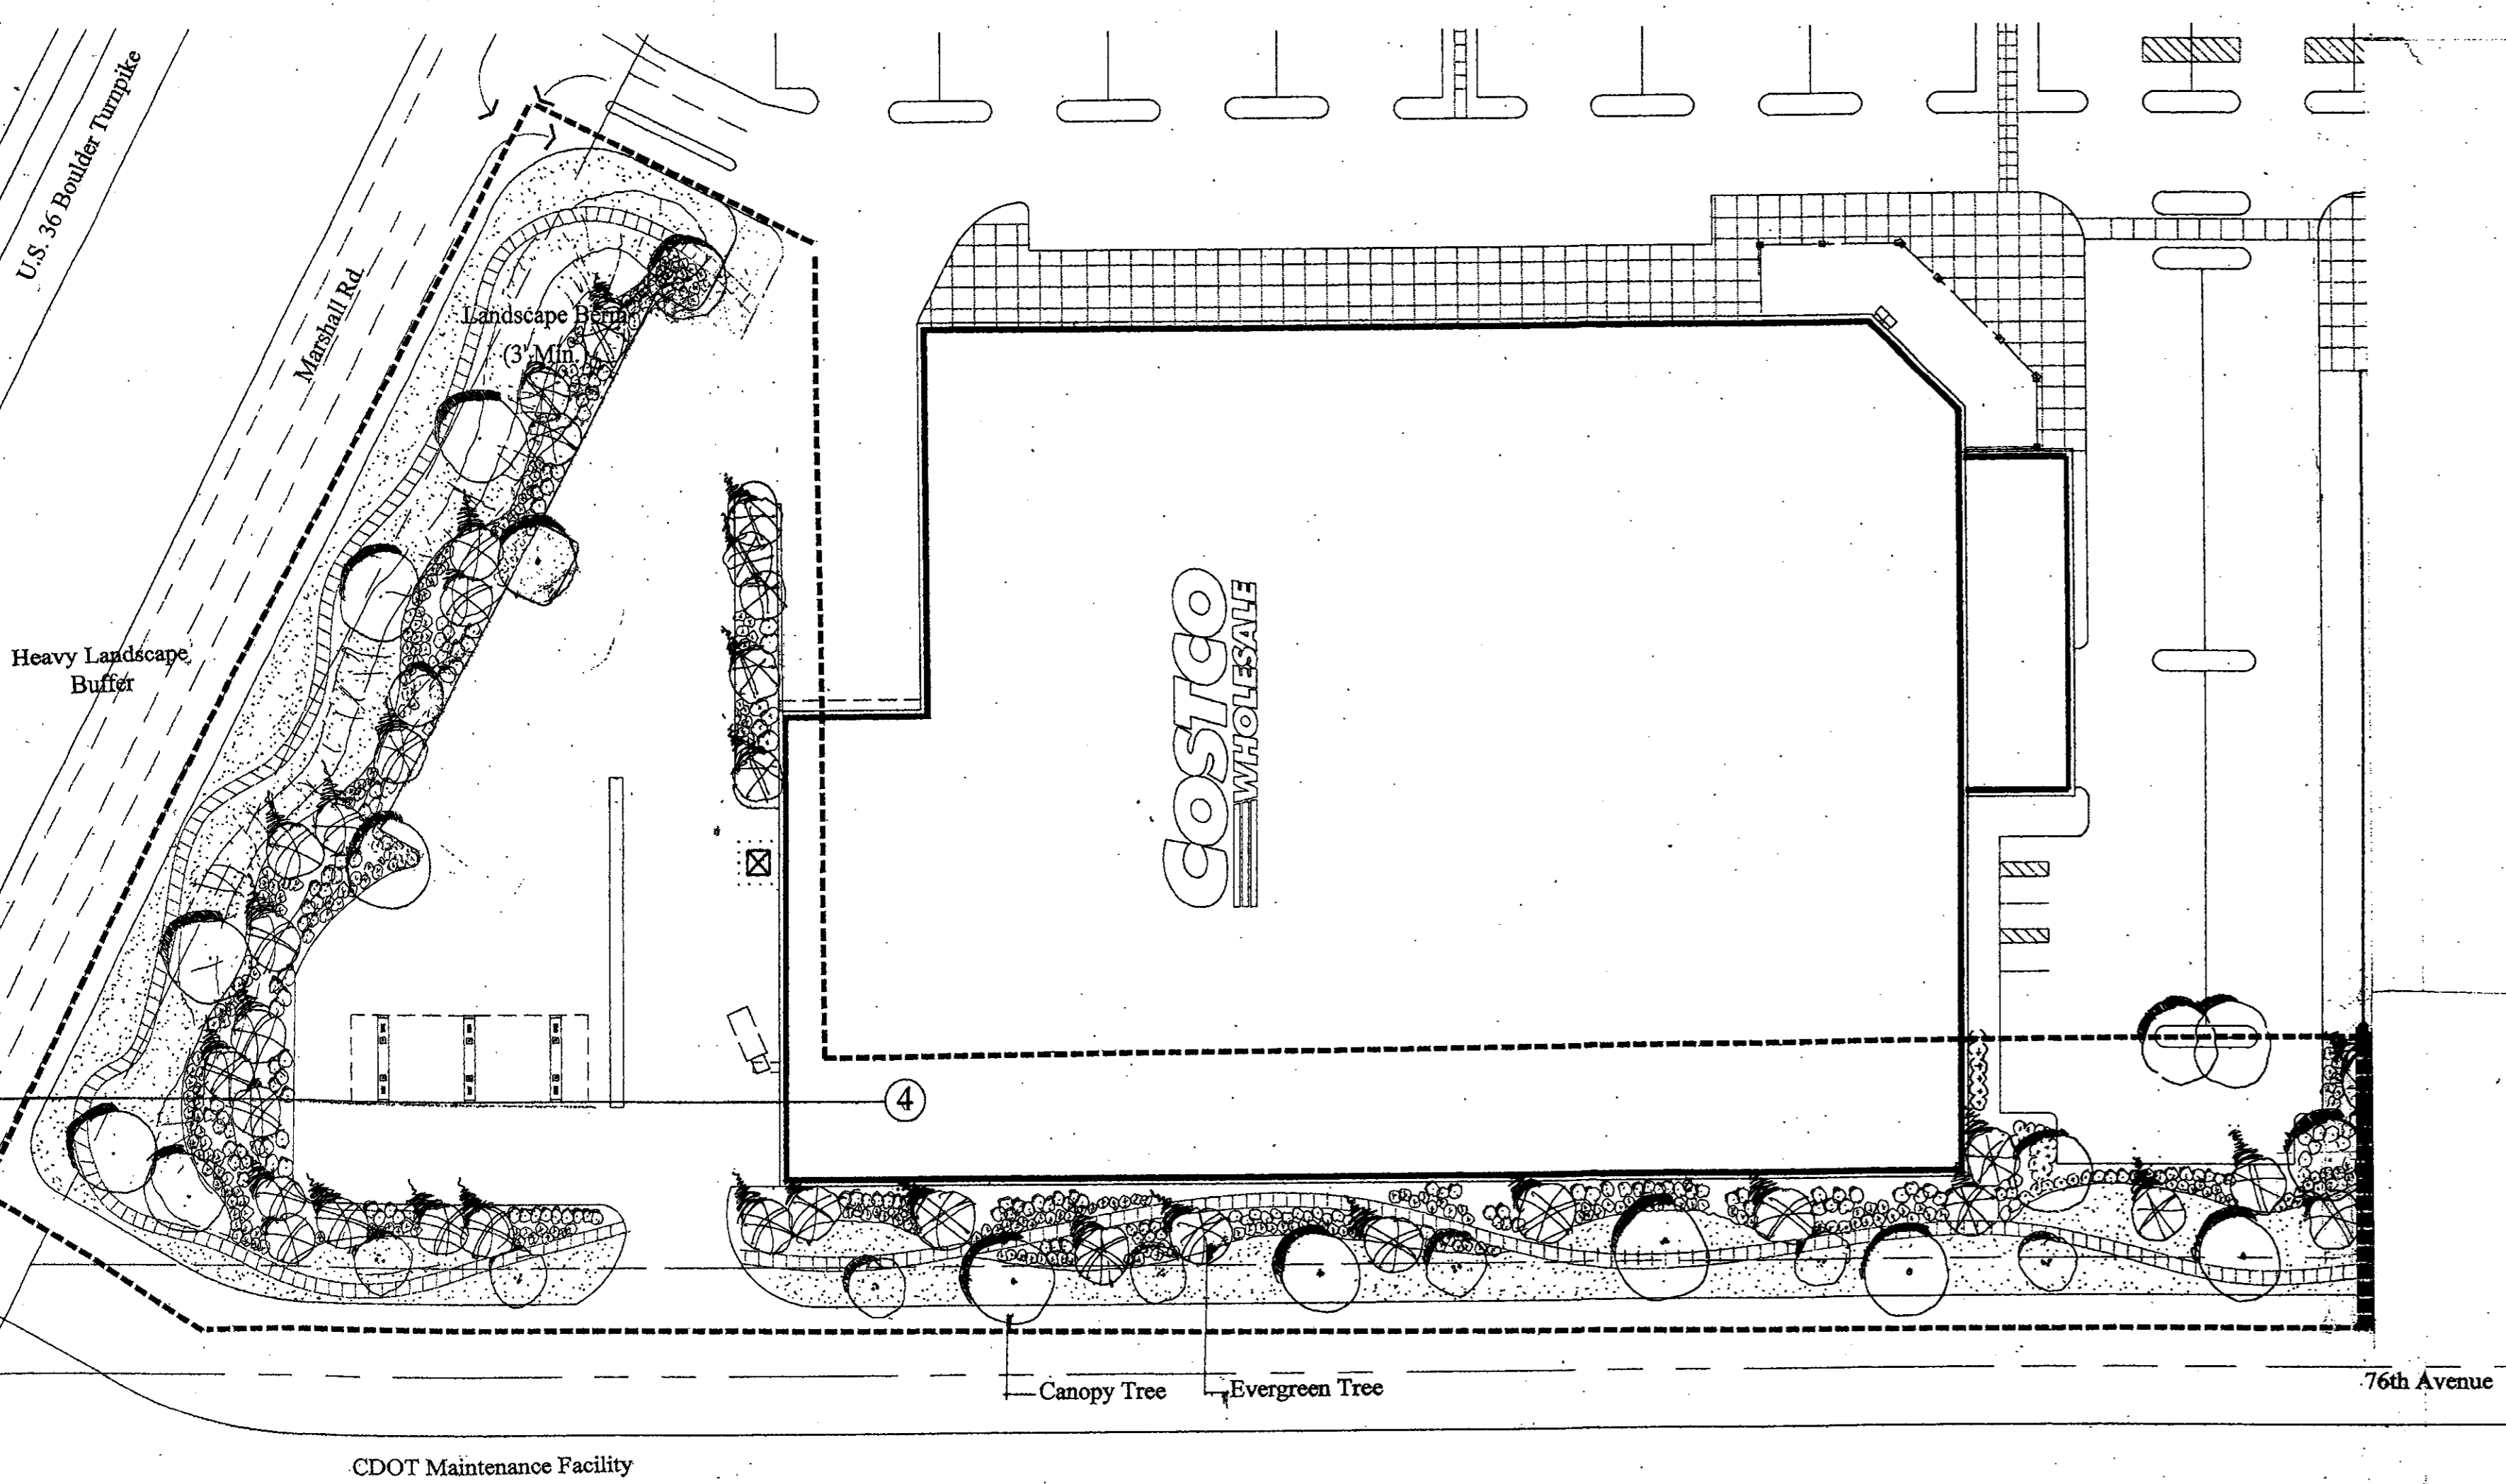 U.S. 36 Boulder Turnpike
Marshall Rd.
Landscape Berm
(3' Min.)
Heavy Landscape
Buffer
COSTCO
WHOLESALE
4
Canopy Tree
Evergreen Tree
76th Avenue
CDOT Maintenance Facility